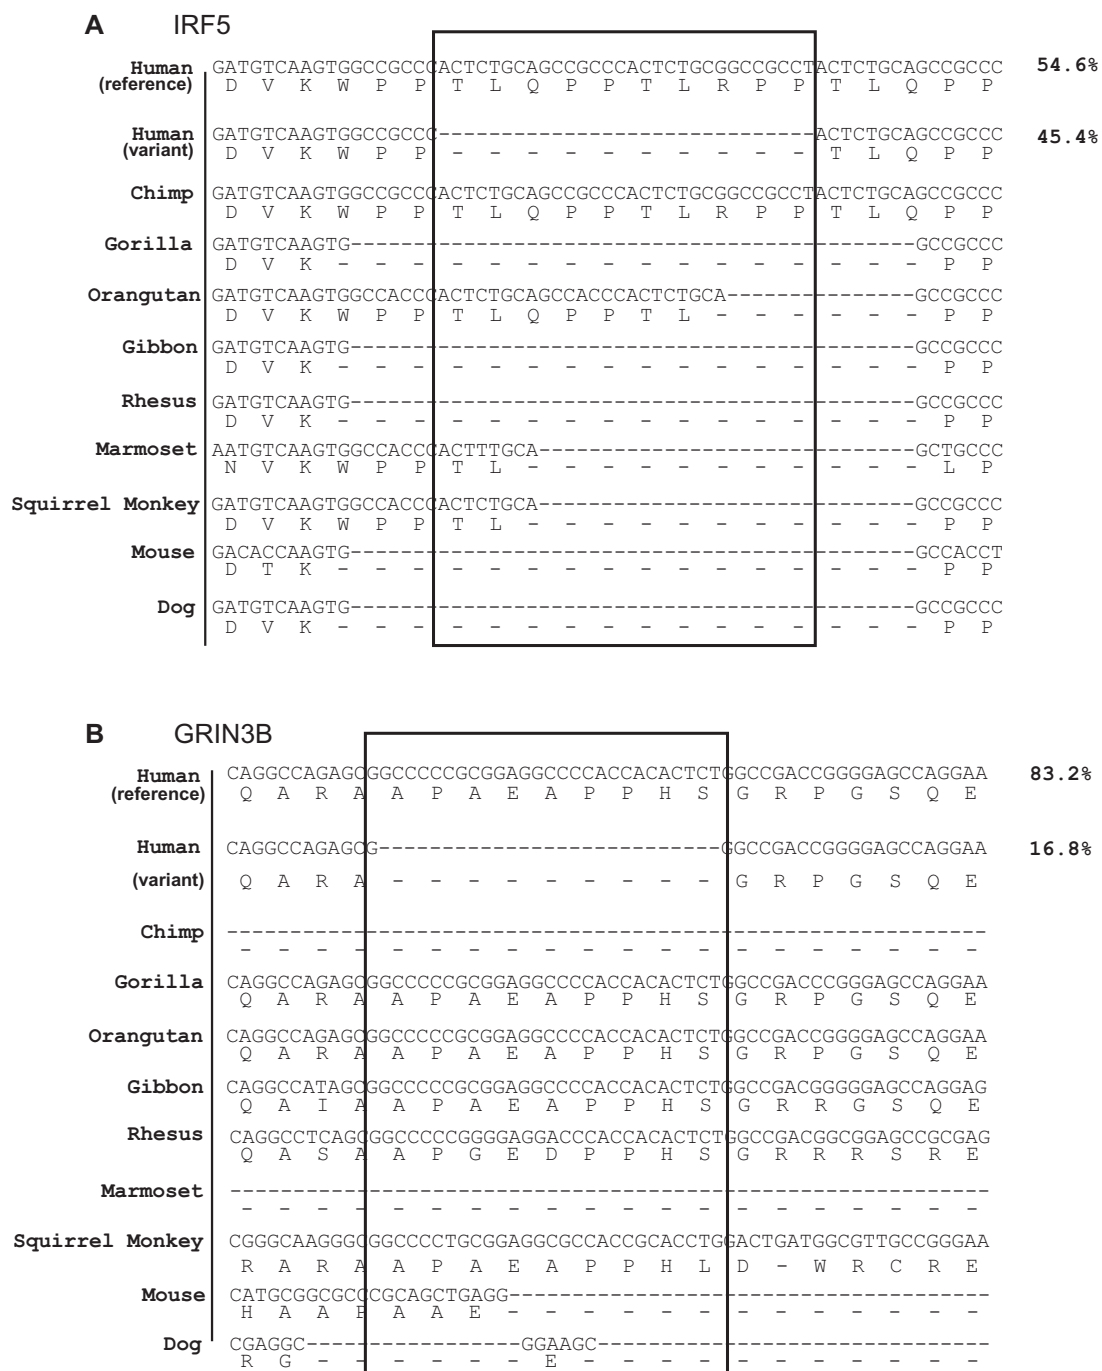 A IRF5
Human GATGTCAAGTGGCCGCCCACTCTGCAGCCGCCCACTCTGCGGCCGCCTACTCTGCAGCCGCCC 54.6%
(reference) D V K W P P T L Q P P T L R P P T L Q P P
Human GATGTCAAGTGGCCGCCC------------------------------ACTCTGCAGCCGCCC 45.4%
(variant) D V K W P P - - - - - - - - - - T L Q P P
Chimp GATGTCAAGTGGCCGCCCACTCTGCAGCCGCCCACTCTGCGGCCGCCTACTCTGCAGCCGCCC
D V K W P P T L Q P P T L R P P T L Q P P
Gorilla GATGTCAAGTG---------------------------------------------GCCGCCC
D V K - - - - - - - - - - - - - - - - P P
Orangutan GATGTCAAGTGGCCACCCACTCTGCAGCCACCCACTCTGCA---------------GCCGCCC
D V K W P P T L Q P P T L - - - - - - P P
Gibbon GATGTCAAGTG---------------------------------------------GCCGCCC
D V K - - - - - - - - - - - - - - - - P P
Rhesus GATGTCAAGTG---------------------------------------------GCCGCCC
D V K - - - - - - - - - - - - - - - - P P
Marmoset AATGTCAAGTGGCCACCCACTTTGCA------------------------------GCTGCCC
N V K W P P T L - - - - - - - - - - - L P
Squirrel Monkey GATGTCAAGTGGCCACCCACTCTGCA------------------------------GCCGCCC
D V K W P P T L - - - - - - - - - - - P P
Mouse GACACCAAGTG---------------------------------------------GCCACCT
D T K - - - - - - - - - - - - - - - - P P
Dog GATGTCAAGTG---------------------------------------------GCCGCCC
D V K - - - - - - - - - - - - - - - - P P
B GRIN3B
Human CAGGCCAGAGCGGCCCCCGCGGAGGCCCCACCACACTCTGGCCGACCGGGGAGCCAGGAA 83.2%
(reference) Q A R A A P A E A P P H S G R P G S Q E
Human CAGGCCAGAGCG---------------------------GGCCGACCGGGGAGCCAGGAA 16.8%
(variant) Q A R A - - - - - - - - - G R P G S Q E
Chimp ------------------------------------------------------------
- - - - - - - - - - - - - - - - - - - -
Gorilla CAGGCCAGAGCGGCCCCCGCGGAGGCCCCACCACACTCTGGCCGACCCGGGAGCCAGGAA
Q A R A A P A E A P P H S G R P G S Q E
Orangutan CAGGCCAGAGCGGCCCCCGCGGAGGCCCCACCACACTCTGGCCGACCGGGGAGCCAGGAA
Q A R A A P A E A P P H S G R P G S Q E
Gibbon CAGGCCATAGCGGCCCCCGCGGAGGCCCCACCACACTCTGGCCGACGGGGGAGCCAGGAG
Q A I A A P A E A P P H S G R R G S Q E
Rhesus CAGGCCTCAGCGGCCCCCGGGGAGGACCCACCACACTCTGGCCGACGGCGGAGCCGCGAG
Q A S A A P G E D P P H S G R R R S R E
Marmoset ------------------------------------------------------------
- - - - - - - - - - - - - - - - - - - -
Squirrel Monkey CGGGCAAGGGCGGCCCCTGCGGAGGCGCCACCGCACCTGGACTGATGGCGTTGCCGGGAA
R A R A A P A E A P P H L D - W R C R E
Mouse CATGCGGCGCCCGCAGCTGAGG--------------------------------------
H A A P A A E - - - - - - - - - - - - -
Dog CGAGGC-----------------GGAAGC-------------------------------
R G - - - - - - E - - - - - - - - - - -